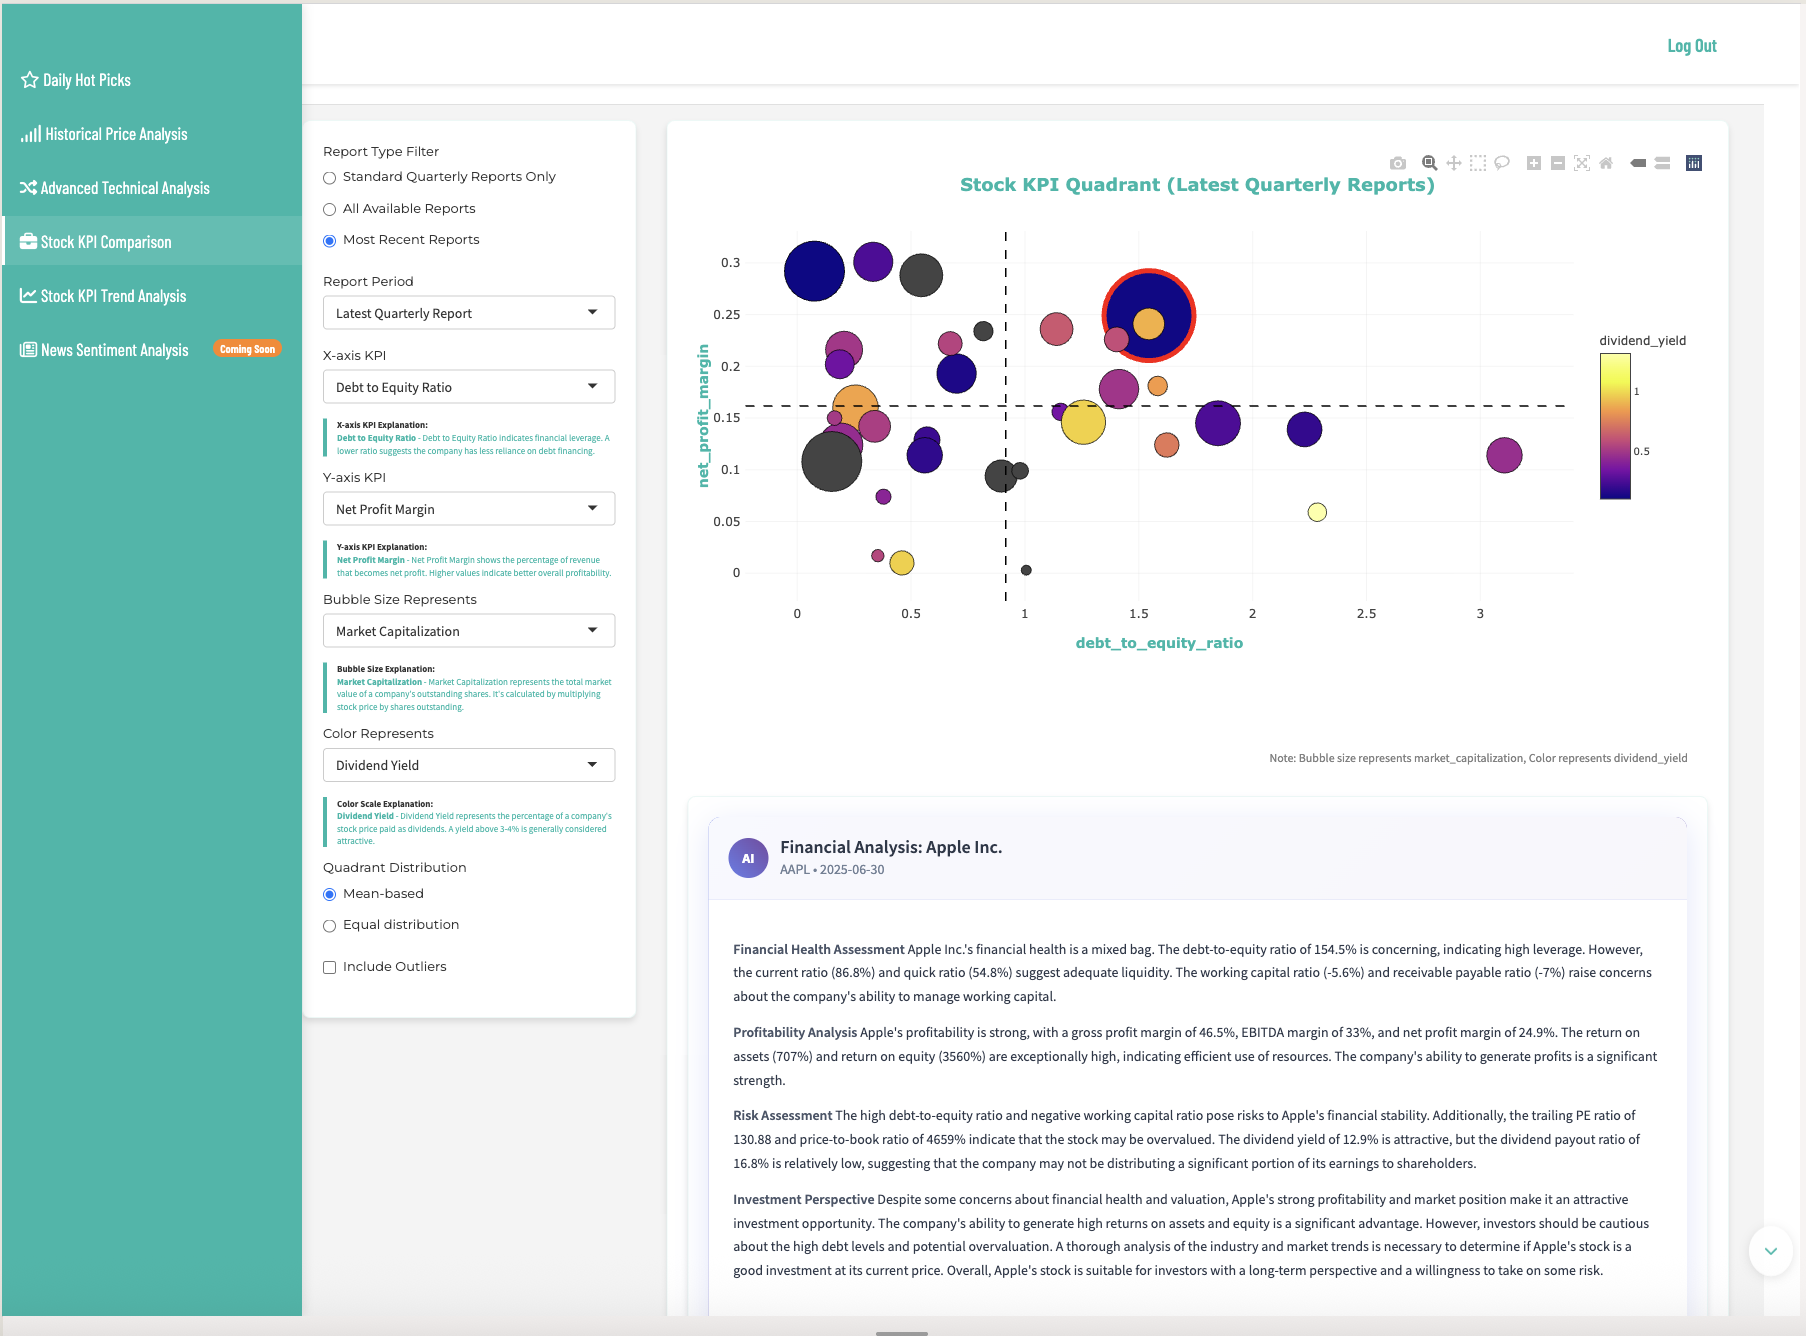 Log Out
Daily Hot Picks
Historical Price Analysis
Advanced Technical Analysis
Stock KPI Comparison
Stock KPI Trend Analysis
News Sentiment Analysis
Coming Soon
Report Type Filter
Standard Quarterly Reports Only
All Available Reports
Most Recent Reports
Report Period
Latest Quarterly Report
X-axis KPI
Debt to Equity Ratio
X-axis KPI Explanation:
Debt to Equity Ratio - Debt to Equity Ratio indicates financial leverage. A
lower ratio suggests the company has less reliance on debt financing.
Y-axis KPI
Net Profit Margin
Y-axis KPI Explanation:
Net Profit Margin - Net Profit Margin shows the percentage of revenue
that becomes net profit. Higher values indicate better overall profitability.
Bubble Size Represents
Market Capitalization
Bubble Size Explanation:
Market Capitalization - Market Capitalization represents the total market
value of a company's outstanding shares. It's calculated by multiplying
stock price by shares outstanding.
Color Represents
Dividend Yield
Color Scale Explanation:
Dividend Yield - Dividend Yield represents the percentage of a company's
stock price paid as dividends. A yield above 3-4% is generally considered
attractive.
Quadrant Distribution
Mean-based
Equal distribution
Include Outliers
Stock KPI Quadrant (Latest Quarterly Reports)
net_profit_margin
0.3
0.25
0.2
0.15
0.1
0.05
0
0
0.5
1
1.5
2
2.5
3
debt_to_equity_ratio
dividend_yield
1
0.5
Note: Bubble size represents market_capitalization, Color represents dividend_yield
AI
Financial Analysis: Apple Inc.
AAPL • 2025-06-30
Financial Health Assessment Apple Inc.'s financial health is a mixed bag. The debt-to-equity ratio of 154.5% is concerning, indicating high leverage. However,
the current ratio (86.8%) and quick ratio (54.8%) suggest adequate liquidity. The working capital ratio (-5.6%) and receivable payable ratio (-7%) raise concerns
about the company's ability to manage working capital.
Profitability Analysis Apple's profitability is strong, with a gross profit margin of 46.5%, EBITDA margin of 33%, and net profit margin of 24.9%. The return on
assets (707%) and return on equity (3560%) are exceptionally high, indicating efficient use of resources. The company's ability to generate profits is a significant
strength.
Risk Assessment The high debt-to-equity ratio and negative working capital ratio pose risks to Apple's financial stability. Additionally, the trailing PE ratio of
130.88 and price-to-book ratio of 4659% indicate that the stock may be overvalued. The dividend yield of 12.9% is attractive, but the dividend payout ratio of
16.8% is relatively low, suggesting that the company may not be distributing a significant portion of its earnings to shareholders.
Investment Perspective Despite some concerns about financial health and valuation, Apple's strong profitability and market position make it an attractive
investment opportunity. The company's ability to generate high returns on assets and equity is a significant advantage. However, investors should be cautious
about the high debt levels and potential overvaluation. A thorough analysis of the industry and market trends is necessary to determine if Apple's stock is a
good investment at its current price. Overall, Apple's stock is suitable for investors with a long-term perspective and a willingness to take on some risk.